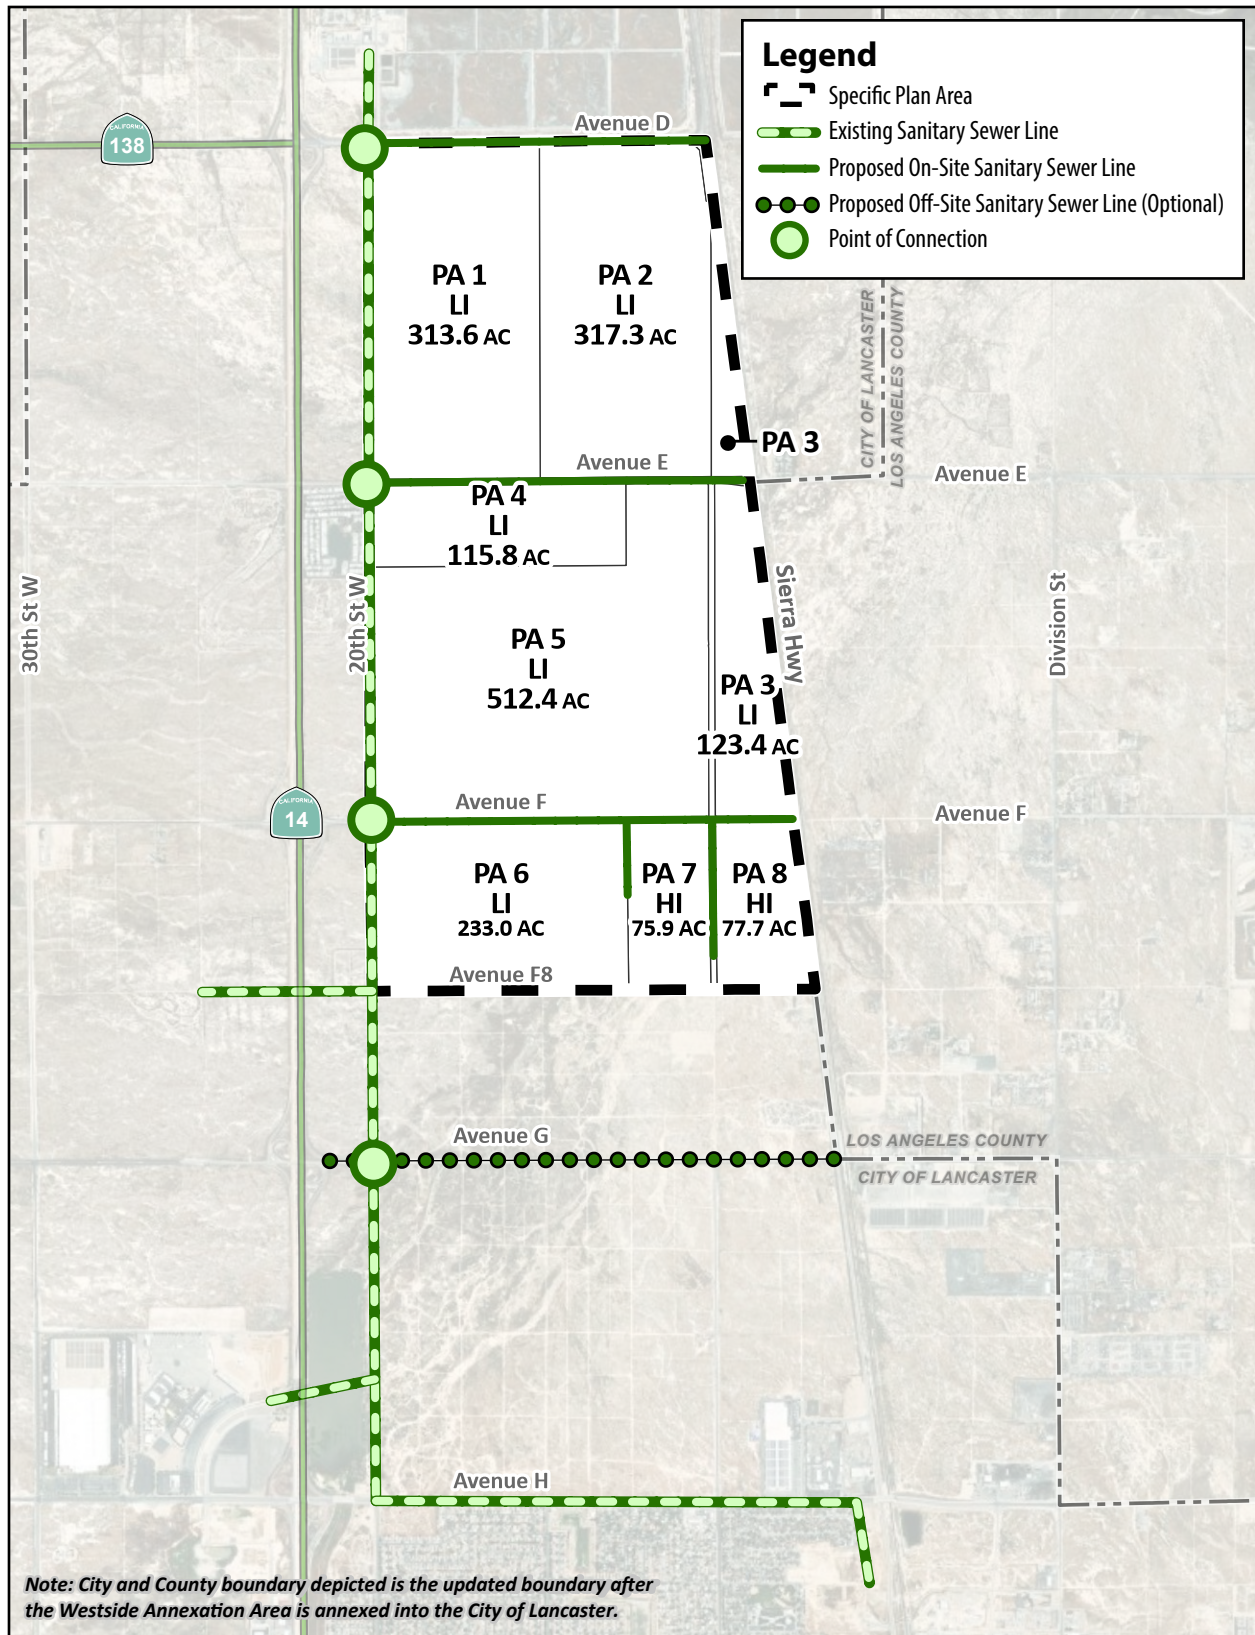 Legend
Specific Plan Area
Existing Sanitary Sewer Line
Proposed On-Site Sanitary Sewer Line
Proposed Off-Site Sanitary Sewer Line (Optional)
Point of Connection
CALIFORNIA
138
Avenue D
PA 1
LI
313.6 AC
PA 2
LI
317.3 AC
CITY OF LANCASTER
LOS ANGELES COUNTY
PA 3
Avenue E
Avenue E
PA 4
LI
115.8 AC
30th St W
20th St W
Sierra Hwy
Division St
PA 5
LI
512.4 AC
PA 3
LI
123.4 AC
CALIFORNIA
14
Avenue F
Avenue F
PA 6
LI
233.0 AC
PA 7
HI
75.9 AC
PA 8
HI
77.7 AC
Avenue F8
Avenue G
LOS ANGELES COUNTY
CITY OF LANCASTER
Avenue H
Note: City and County boundary depicted is the updated boundary after
the Westside Annexation Area is annexed into the City of Lancaster.